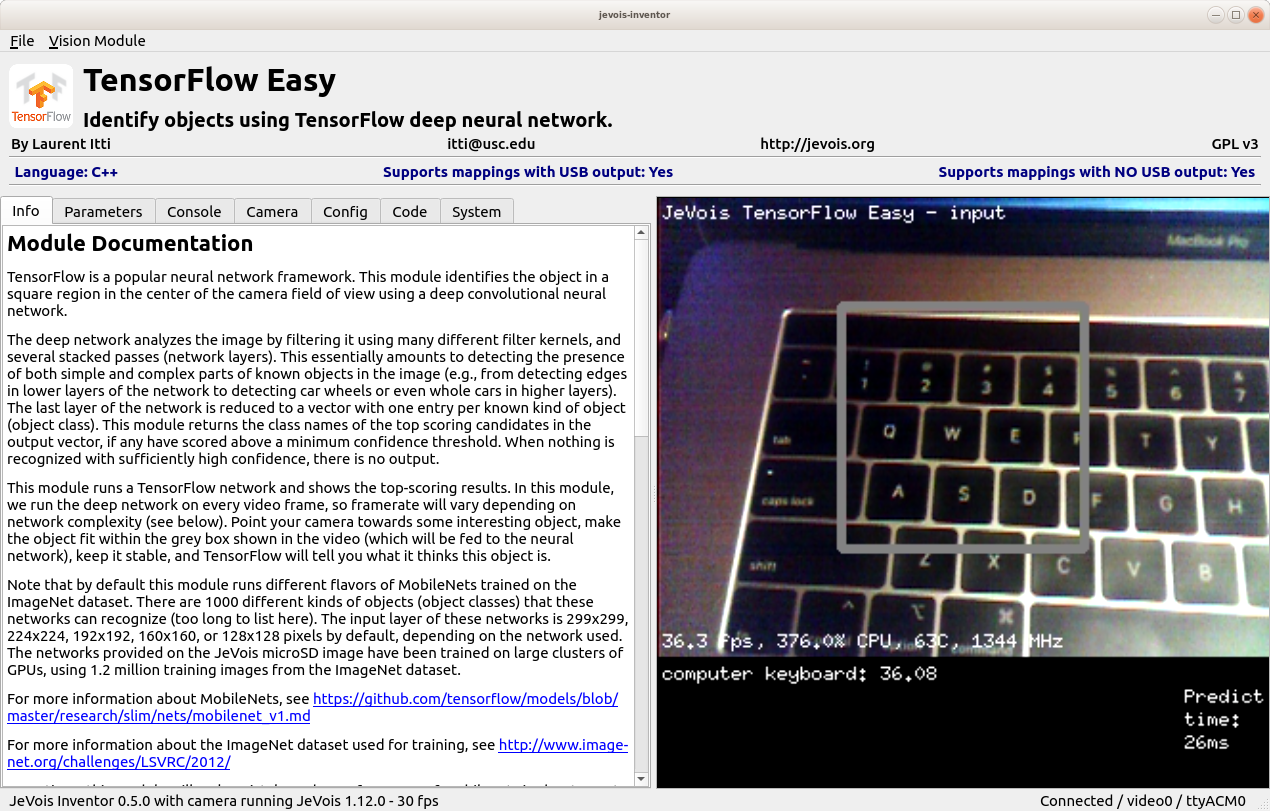 jevois-inventor
File Vision Module
TensorFlow Easy
TensorFlow
Identify objects using TensorFlow deep neural network.
By Laurent Itti itti@usc.edu http://jevois.org GPL v3
Language: C++ Supports mappings with USB output: Yes Supports mappings with NO USB output: Yes
Info Parameters Console Camera Config Code System
Module Documentation
TensorFlow is a popular neural network framework. This module identifies the object in a
square region in the center of the camera field of view using a deep convolutional neural
network.
The deep network analyzes the image by filtering it using many different filter kernels, and
several stacked passes (network layers). This essentially amounts to detecting the presence
of both simple and complex parts of known objects in the image (e.g., from detecting edges
in lower layers of the network to detecting car wheels or even whole cars in higher layers).
The last layer of the network is reduced to a vector with one entry per known kind of object
(object class). This module returns the class names of the top scoring candidates in the
output vector, if any have scored above a minimum confidence threshold. When nothing is
recognized with sufficiently high confidence, there is no output.
This module runs a TensorFlow network and shows the top-scoring results. In this module,
we run the deep network on every video frame, so framerate will vary depending on
network complexity (see below). Point your camera towards some interesting object, make
the object fit within the grey box shown in the video (which will be fed to the neural
network), keep it stable, and TensorFlow will tell you what it thinks this object is.
Note that by default this module runs different flavors of MobileNets trained on the
ImageNet dataset. There are 1000 different kinds of objects (object classes) that these
networks can recognize (too long to list here). The input layer of these networks is 299x299,
224x224, 192x192, 160x160, or 128x128 pixels by default, depending on the network used.
The networks provided on the JeVois microSD image have been trained on large clusters of
GPUs, using 1.2 million training images from the ImageNet dataset.
For more information about MobileNets, see https://github.com/tensorflow/models/blob/
master/research/slim/nets/mobilenet_v1.md
For more information about the ImageNet dataset used for training, see http://www.image-
net.org/challenges/LSVRC/2012/
JeVois TensorFlow Easy - input
MacBook Pro
! @ # $ % ^ &
1 2 3 4 5 6 7
tab Q W E R T Y
caps lock A S D F G H
shift Z X C V B
^ ⌥ ⌘
36.3 fps, 376.0% CPU, 63C, 1344 MHz
computer keyboard: 36.08
Predict
time:
26ms
JeVois Inventor 0.5.0 with camera running JeVois 1.12.0 - 30 fps Connected / video0 / ttyACM0